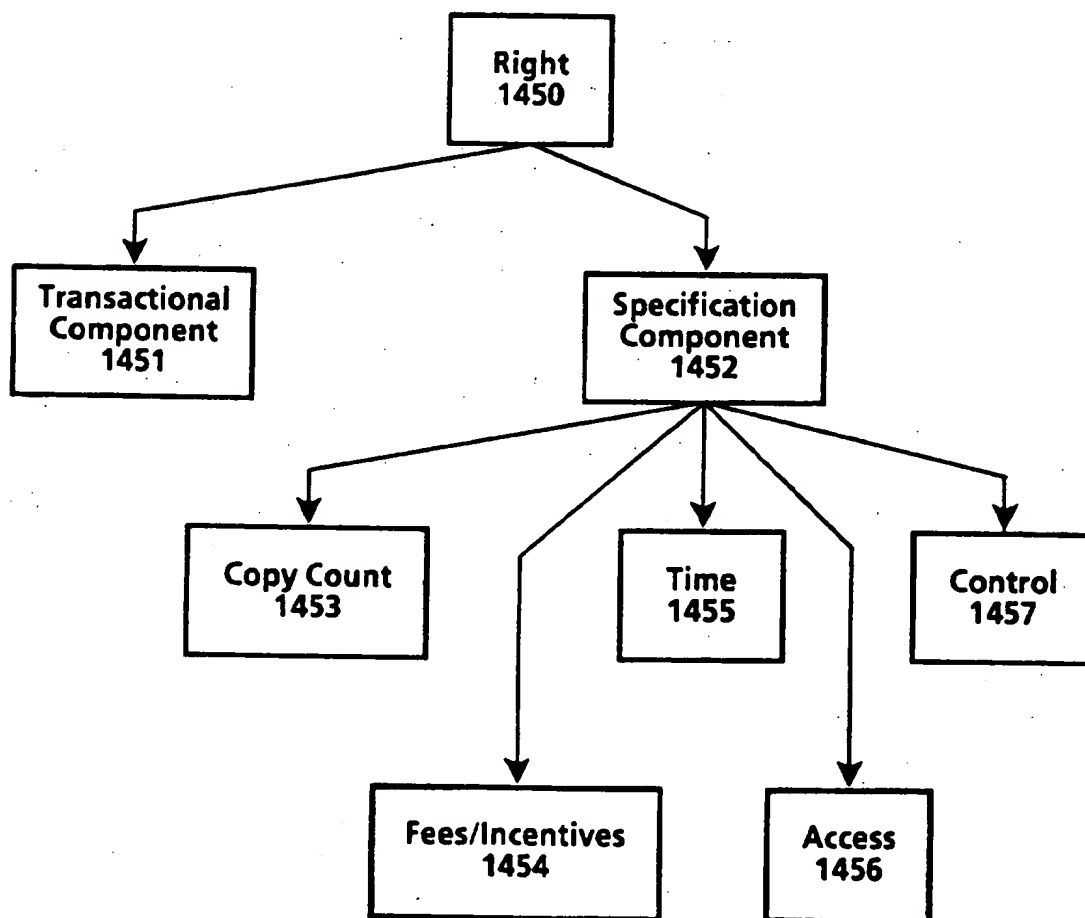 Right
1450
Transactional
Component
1451
Specification
Component
1452
Copy Count
1453
Time
1455
Control
1457
Fees/Incentives
1454
Access
1456